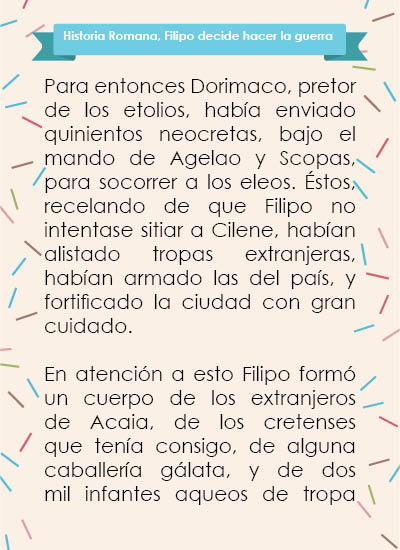 Historia Romana, Filipo decide hacer la guerra
Para entonces Dorimaco, pretor
de los etolios, había enviado
quinientos neocretas, bajo el
mando de Agelao y Scopas,
para socorrer a los eleos. Éstos,
recelando de que Filipo no
intentase sitiar a Cilene, habían
alistado tropas extranjeras,
habían armado las del país, y
fortificado la ciudad con gran
cuidado.
En atención a esto Filipo formó
un cuerpo de los extranjeros
de Acaia, de los cretenses
que tenía consigo, de alguna
caballería gálata, y de dos
mil infantes aqueos de tropa